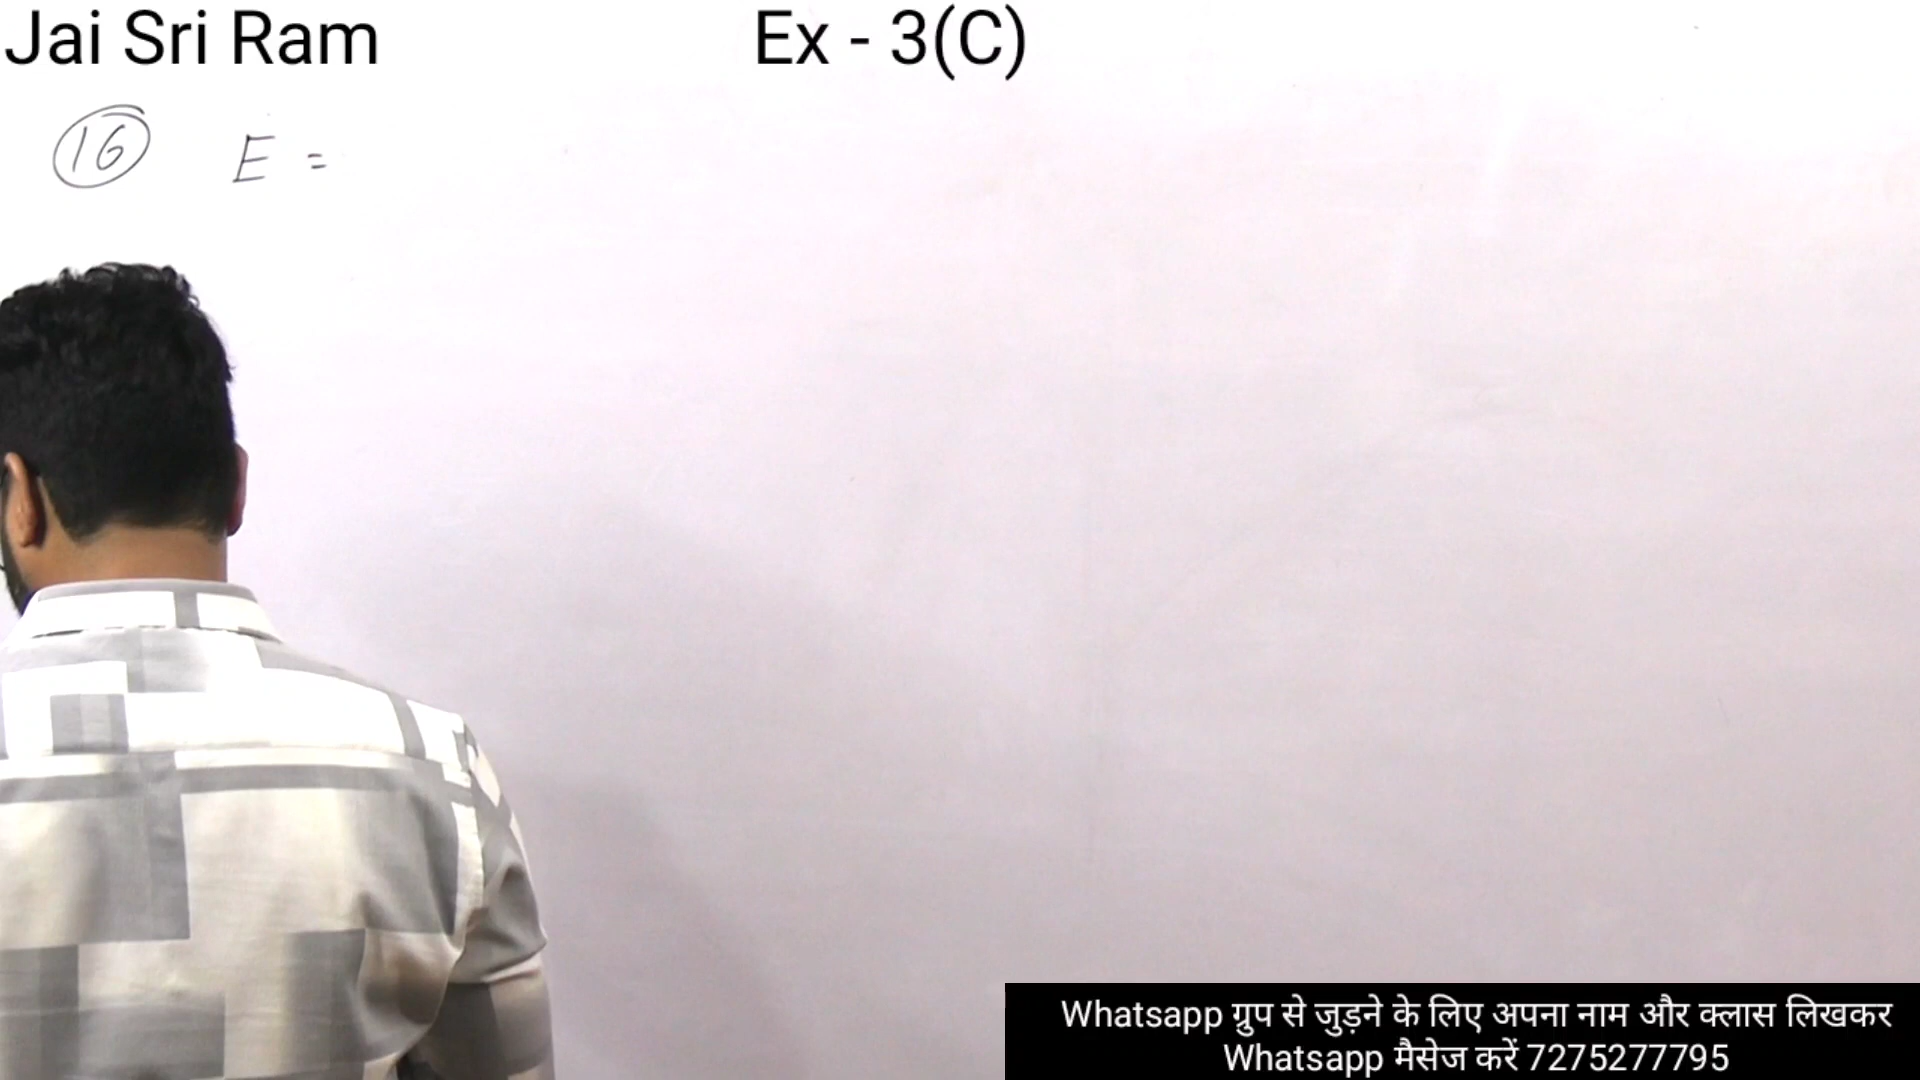 Jai Sri Ram
Ex - 3(C)
16 E =
Whatsapp ग्रुप से जुड़ने के लिए अपना नाम और क्लास लिखकर
Whatsapp मैसेज करें 7275277795